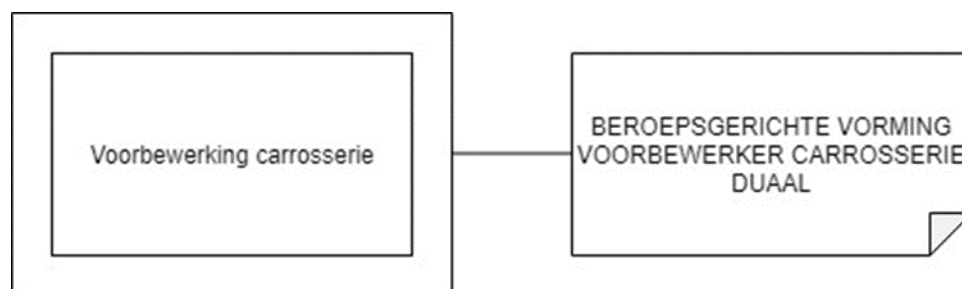 Voorbewerking carrosserie
BEROEPSGERICHTE VORMING
VOORBEWERKER CARROSSERIE
DUAAL